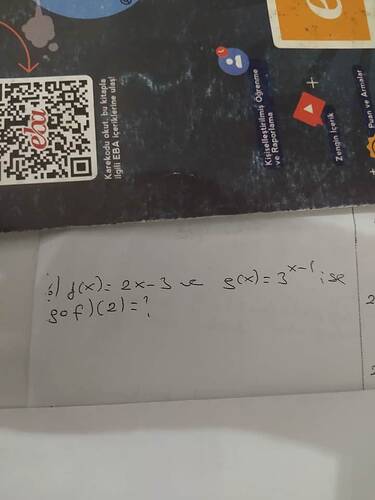 eba
Karekodu okut, bu kitapla
ilgili EBA içeriklerine ulaş!
Kişiselleştirilmiş Öğrenme
ve Raporlama
Zengin İçerik
Puan ve Armalar
6) f(x) = 2x-3 ve g(x) = 3^{x-1} ise
gof)(2) = ?